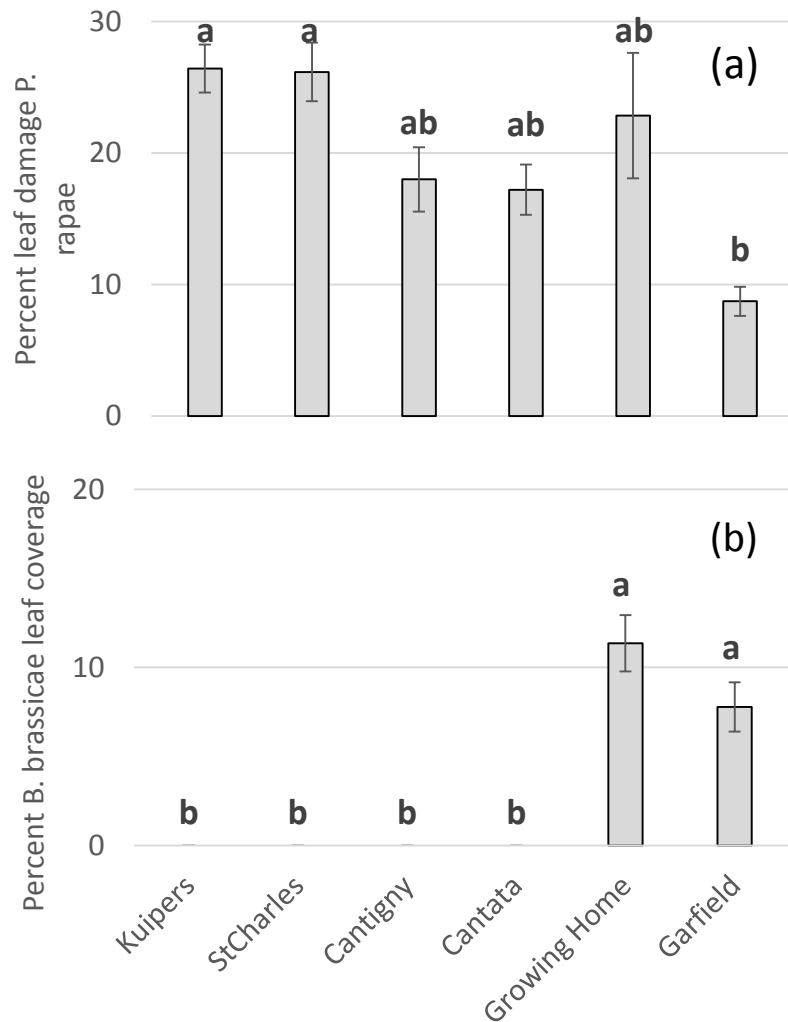 Percent leaf damage P.
rapae
30
20
10
0
a
a
ab
ab
ab
b
(a)
Percent B. brassicae leaf coverage
20
10
0
b
b
b
b
a
a
(b)
Kuipers
StCharles
Cantigny
Cantata
Growing Home
Garfield